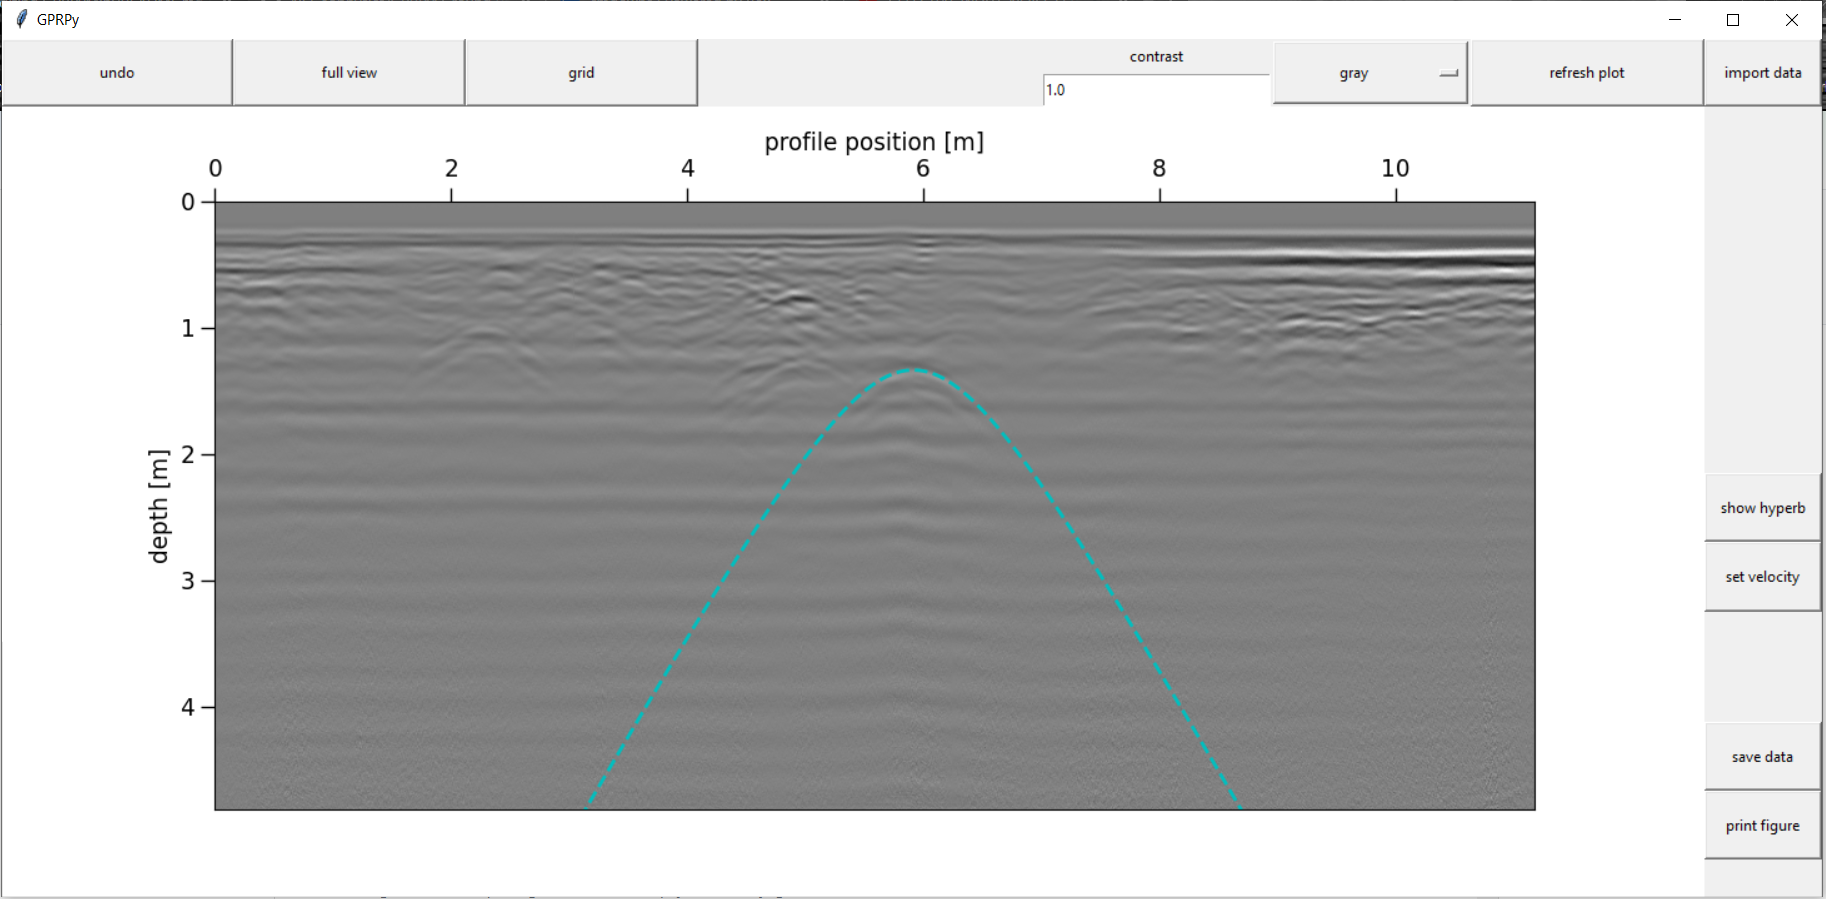 GPRPy
undo
full view
grid
contrast
1.0
gray
refresh plot
import data
profile position [m]
0 2 4 6 8 10
0
1
2
3
4
depth [m]
show hyperb
set velocity
save data
print figure